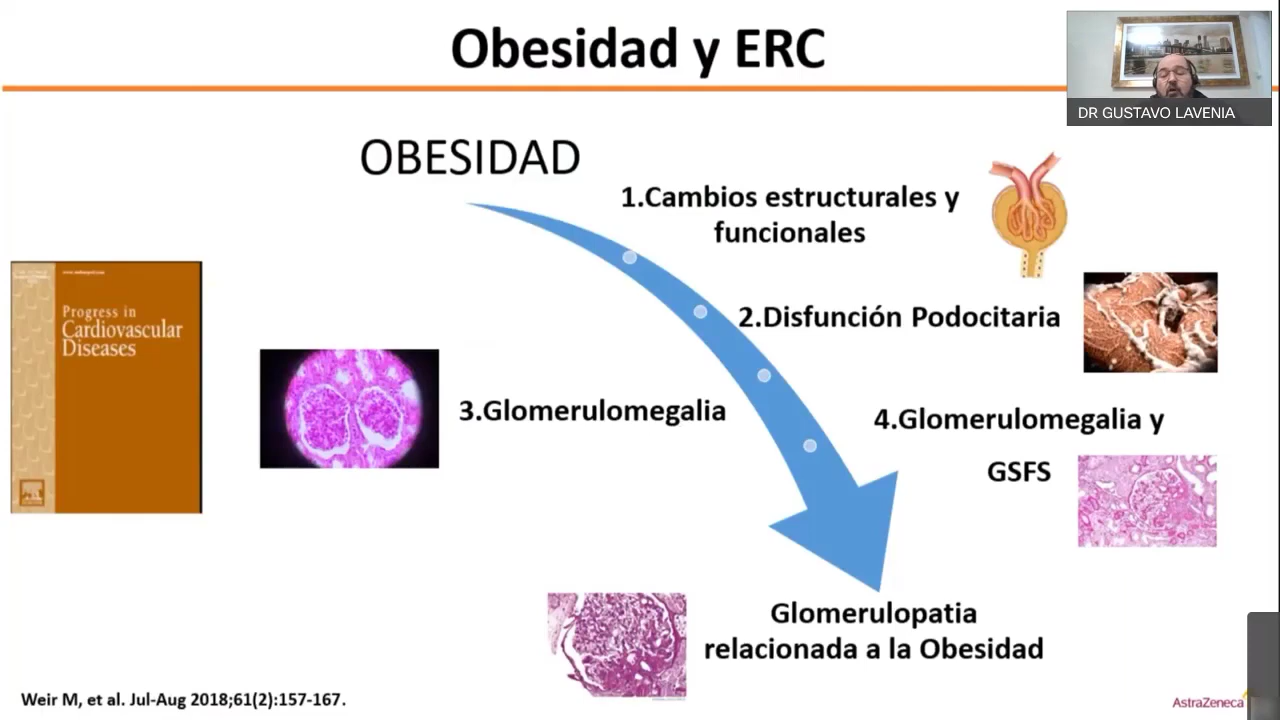 Obesidad y ERC
DR GUSTAVO LAVENIA
OBESIDAD
1.Cambios estructurales y
funcionales
2.Disfunción Podocitaria
Progress in
Cardiovascular
Diseases
3.Glomerulomegalia
4.Glomerulomegalia y
GSFS
Glomerulopatia
relacionada a la Obesidad
Weir M, et al. Jul-Aug 2018;61(2):157-167.
AstraZeneca